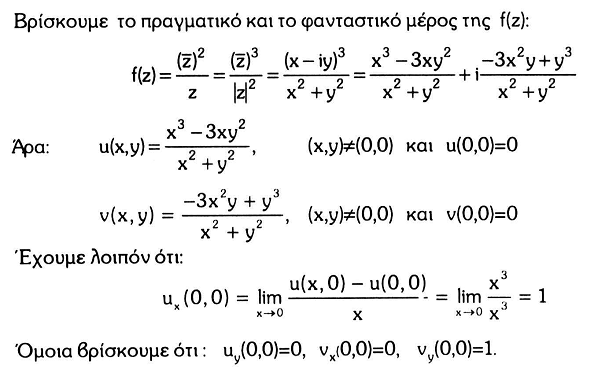 Βρίσκουμε το πραγματικό και το φανταστικό μέρος της f(z):
f(z) = (z̄)²/z = (z̄)³/|z|² = (x – iy)³/(x² + y²) = (x³ – 3xy²)/(x² + y²) + i (–3x²y + y³)/(x² + y²)
Άρα: u(x,y) = (x³ – 3xy²)/(x² + y²), (x,y)≠(0,0) και u(0,0)=0
v(x,y) = (–3x²y + y³)/(x² + y²), (x,y)≠(0,0) και v(0,0)=0
Έχουμε λοιπόν ότι:
uₓ(0,0) = lim_{x→0} (u(x,0) – u(0,0))/x = lim_{x→0} x³/x³ = 1
Όμοια βρίσκουμε ότι : u_y(0,0)=0, vₓ(0,0)=0, v_y(0,0)=1.